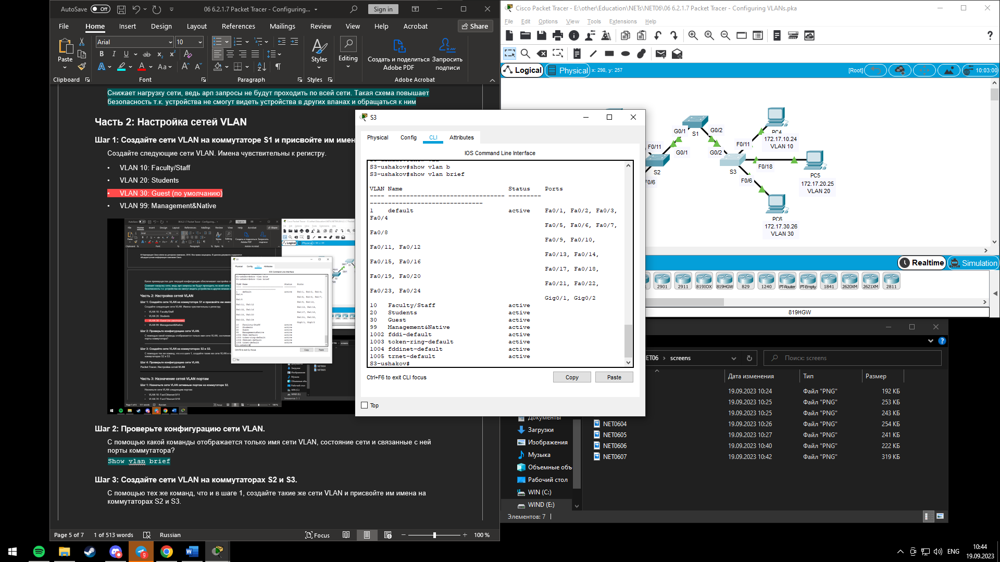 AutoSave Off
06 6.2.1.7 Packet Tracer - Configuring...
Sign in
File Home Insert Design Layout References Mailings Review View Help Acrobat Share
Paste
Arial 10
Styles
Editing
Создать и поделиться Adobe PDF
Запросить подписи
Clipboard Font Paragraph Styles Adobe Acrobat
Снижает нагрузку сети, ведь арп запросы не будут проходить по всей сети. Такая схема повышает
безопасность т.к. устройства не смогут видеть устройства в других вланах и обращаться к ним
Часть 2: Настройка сетей VLAN
Шаг 1: Создайте сети VLAN на коммутаторе S1 и присвойте им имен
Создайте следующие сети VLAN. Имена чувствительны к регистру.
• VLAN 10: Faculty/Staff
• VLAN 20: Students
• VLAN 30: Guest (по умолчанию)
• VLAN 99: Management&Native
Шаг 2: Проверьте конфигурацию сети VLAN.
С помощью какой команды отображается только имя сети VLAN, состояние сети и связанные с ней
порты коммутатора?
Show vlan brief
Шаг 3: Создайте сети VLAN на коммутаторах S2 и S3.
С помощью тех же команд, что и в шаге 1, создайте такие же сети VLAN и присвойте им имена на
коммутаторах S2 и S3.
Page 5 of 7 1 of 513 words Russian Focus 100 %
S3
Physical Config CLI Attributes
IOS Command Line Interface
S3-ushakov#show vlan b
S3-ushakov#show vlan brief
VLAN Name Status Ports
---- -------------------------------- ---------
-------------------------------
1 default active Fa0/1, Fa0/2, Fa0/3,
Fa0/4
Fa0/5, Fa0/6, Fa0/7,
Fa0/8
Fa0/9, Fa0/10,
Fa0/11, Fa0/12
Fa0/13, Fa0/14,
Fa0/15, Fa0/16
Fa0/17, Fa0/18,
Fa0/19, Fa0/20
Fa0/21, Fa0/22,
Fa0/23, Fa0/24
Gig0/1, Gig0/2
10 Faculty/Staff active
20 Students active
30 Guest active
99 Management&Native active
1002 fddi-default active
1003 token-ring-default active
1004 fddinet-default active
1005 trnet-default active
S3-ushakov#
Ctrl+F6 to exit CLI focus
Copy Paste
Top
Cisco Packet Tracer - E:\other\Education\NETs\NET06\06 6.2.1.7 Packet Tracer - Configuring VLANs.pka
File Edit Options View Tools Extensions Help
Logical Physical x: 298, y: 257 [Root] 10:03:00
S1
G0/1
G0/2
F0/11
G0/1
G0/2
S2
F0/6
S3
F0/11
F0/18
F0/6
PC4
172.17.10.24
VLAN 10
PC5
172.17.20.25
VLAN 20
PC6
172.17.30.26
VLAN 30
Realtime Simulation
2901 2911 819IOX 819HGW 829 1240 PT-Router PT-Empty 1841 2620XM 2621XM 2811
819HGW
ET06 › screens
Поиск: screens
Дата изменения Тип Размер
19.09.2023 10:24 Файл "PNG" 192 КБ
19.09.2023 10:25 Файл "PNG" 253 КБ
19.09.2023 10:25 Файл "PNG" 243 КБ
NET0604 19.09.2023 10:26 Файл "PNG" 254 КБ
NET0605 19.09.2023 10:27 Файл "PNG" 241 КБ
NET0606 19.09.2023 10:40 Файл "PNG" 222 КБ
NET0607 19.09.2023 10:42 Файл "PNG" 319 КБ
Документы
Загрузки
Изображения
Музыка
Объемные объ
Рабочий стол
WIN (C:)
WIND (E:)
Элементов: 7
9
ENG
10:44
19.09.2023